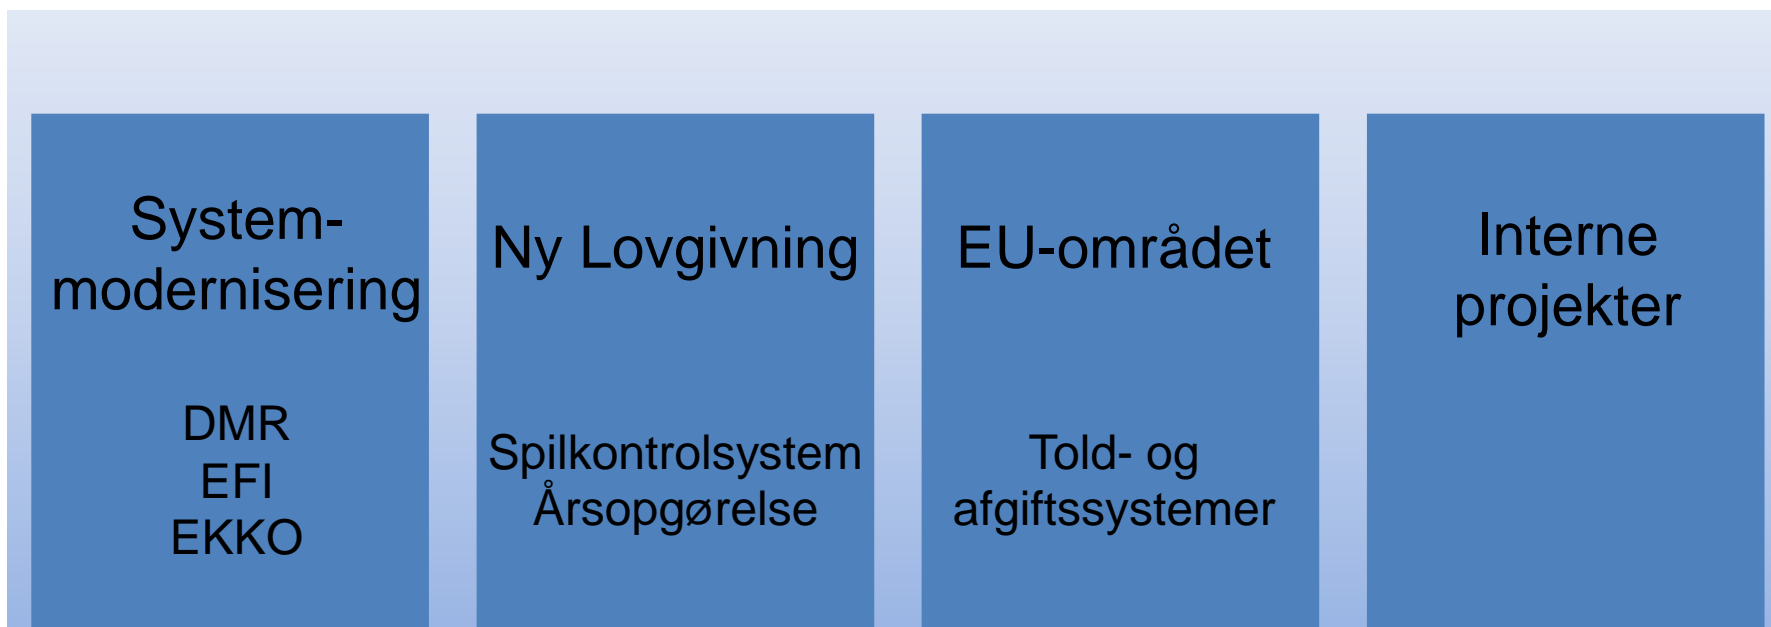 System-
modernisering
DMR
EFI
EKKO
Ny Lovgivning
Spilkontrolsystem
Årsopgørelse
EU-området
Told- og
afgiftssystemer
Interne
projekter